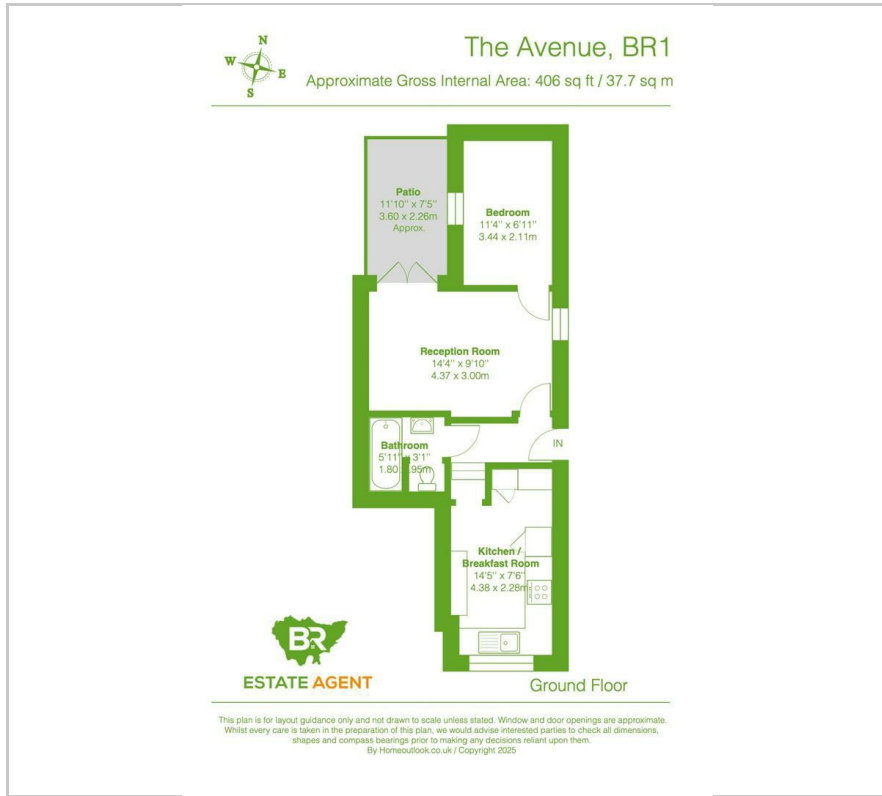 The Avenue, BR1
Approximate Gross Internal Area: 406 sq ft / 37.7 sq m
N
W
E
S
Patio
11'10'' x 7'5''
3.60 x 2.26m
Approx.
Bedroom
11'4'' x 6'11''
3.44 x 2.11m
Reception Room
14'4'' x 9'10''
4.37 x 3.00m
Bathroom
5'11'' x 3'1''
1.80 .95m
IN
Kitchen /
Breakfast Room
14'5'' x 7'6''
4.38 x 2.28m
BR
ESTATE AGENT
Ground Floor
This plan is for layout guidance only and not drawn to scale unless stated. Window and door openings are approximate.
Whilst every care is taken in the preparation of this plan, we would advise interested parties to check all dimensions,
shapes and compass bearings prior to making any decisions reliant upon them.
By Homeoutlook.co.uk / Copyright 2025